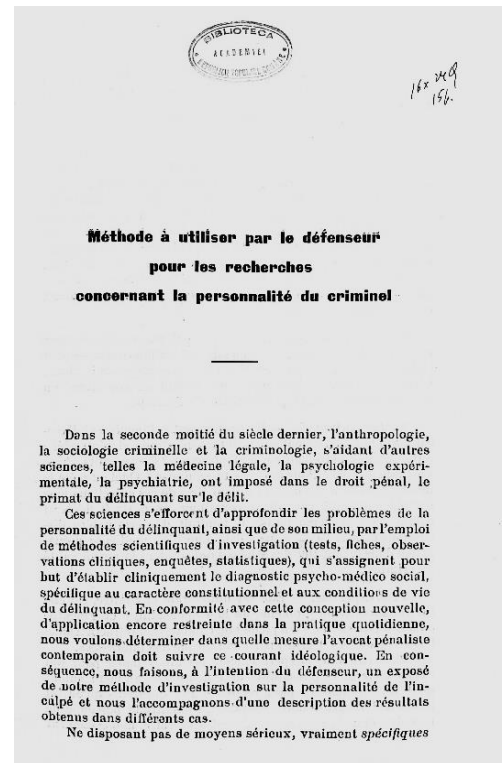 BIBLIOTECA
ACADEMIEI
16x
156.
Méthode à utiliser par le défenseur
pour les recherches
concernant la personnalité du criminel
Dans la seconde moitié du siècle dernier, l'anthropologie,
la sociologie criminelle et la criminologie, s'aidant d'autres
sciences, telles la médecine légale, la psychologie expéri-
mentale, la psychiatrie, ont imposé dans le droit pénal, le
primat du délinquant sur le délit.
Ces sciences s'efforcent d'approfondir les problèmes de la
personnalité du délinquant, ainsi que de son milieu, par l'emploi
de méthodes scientifiques d'investigation (tests, fiches, obser-
vations cliniques, enquêtes, statistiques), qui s'assignent pour
but d'établir cliniquement le diagnostic psycho-médico social,
spécifique au caractère constitutionnel et aux conditions de vie
du délinquant. En conformité avec cette conception nouvelle,
d'application encore restreinte dans la pratique quotidienne,
nous voulons déterminer dans quelle mesure l'avocat pénaliste
contemporain doit suivre ce courant idéologique. En con-
séquence, nous faisons, à l'intention du défenseur, un exposé
de notre méthode d'investigation sur la personnalité de l'in-
culpé et nous l'accompagnons d'une description des résultats
obtenus dans différents cas.
Ne disposant pas de moyens sérieux, vraiment spécifiques